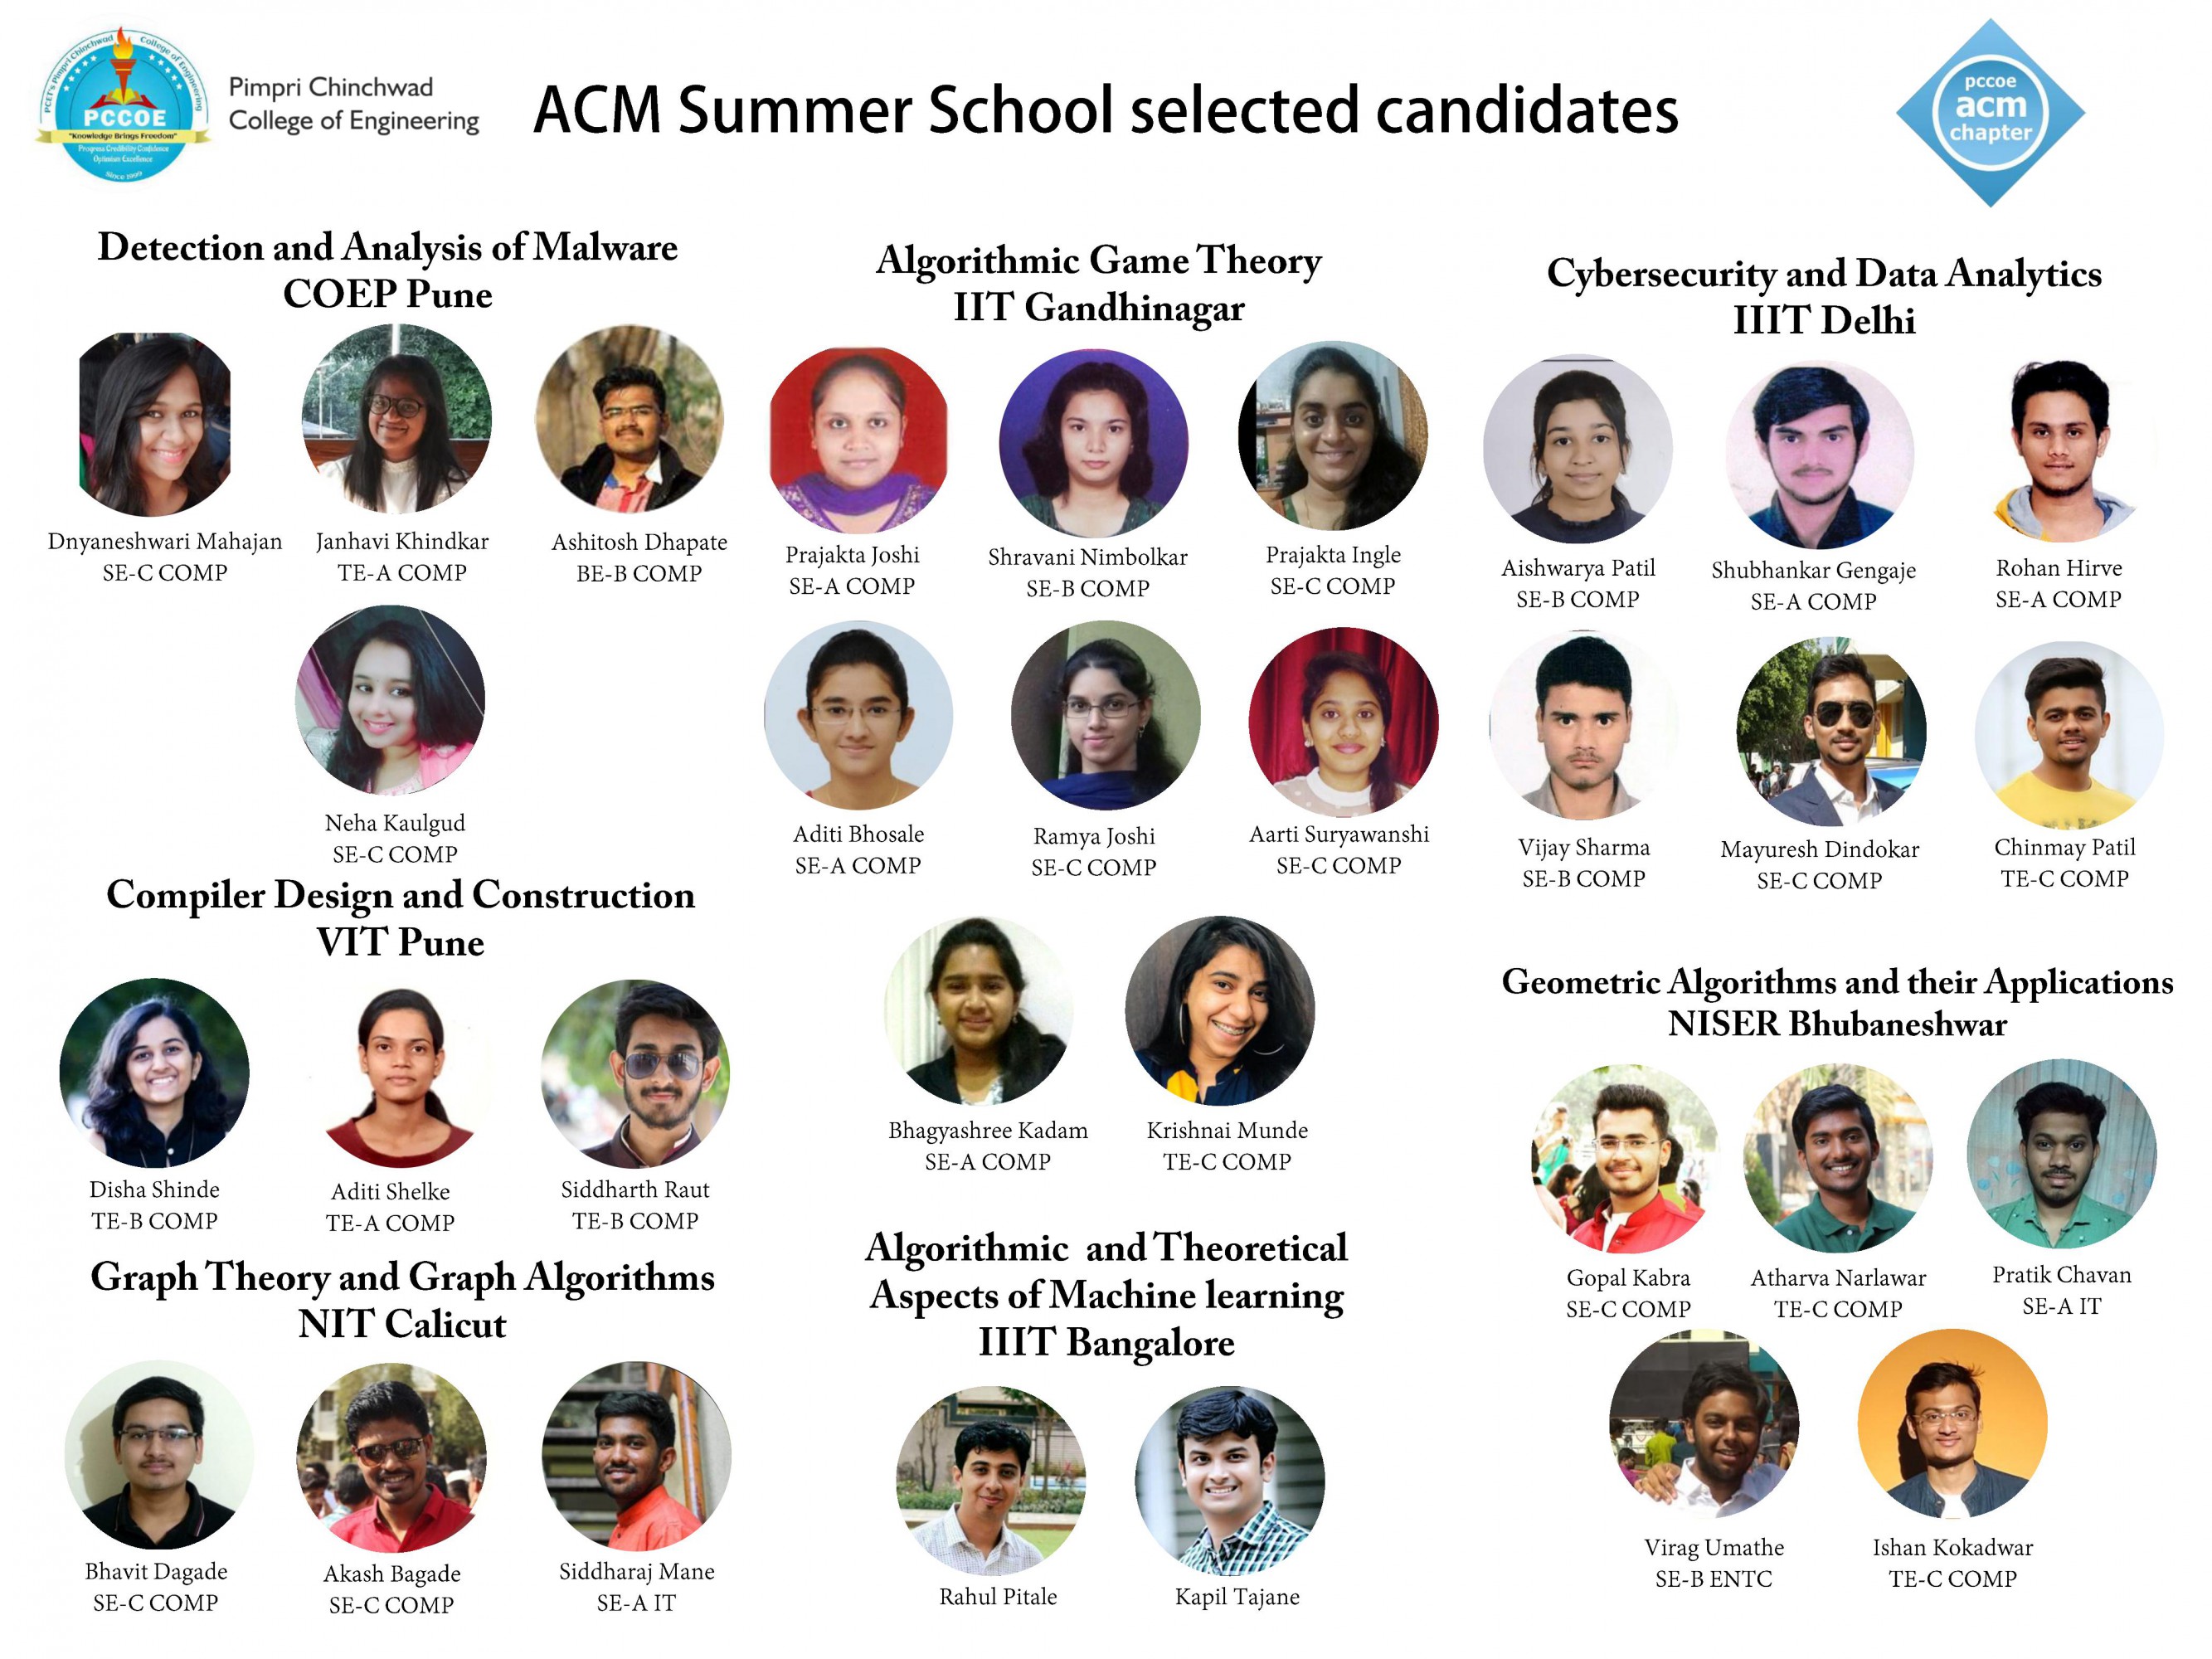 PCET's Pimpri Chinchwad College of Engineering
PCCOE
"Knowledge Brings Freedom"
Progress Credibility Confidence
Optimism Excellence
Since 1999
Pimpri Chinchwad
College of Engineering
ACM Summer School selected candidates
pccoe
acm
chapter
Detection and Analysis of Malware
COEP Pune
Dnyaneshwari Mahajan
SE-C COMP
Janhavi Khindkar
TE-A COMP
Ashitosh Dhapate
BE-B COMP
Neha Kaulgud
SE-C COMP
Compiler Design and Construction
VIT Pune
Disha Shinde
TE-B COMP
Aditi Shelke
TE-A COMP
Siddharth Raut
TE-B COMP
Graph Theory and Graph Algorithms
NIT Calicut
Bhavit Dagade
SE-C COMP
Akash Bagade
SE-C COMP
Siddharaj Mane
SE-A IT
Algorithmic Game Theory
IIT Gandhinagar
Prajakta Joshi
SE-A COMP
Shravani Nimbolkar
SE-B COMP
Prajakta Ingle
SE-C COMP
Aditi Bhosale
SE-A COMP
Ramya Joshi
SE-C COMP
Aarti Suryawanshi
SE-C COMP
Bhagyashree Kadam
SE-A COMP
Krishnai Munde
TE-C COMP
Algorithmic and Theoretical
Aspects of Machine learning
IIIT Bangalore
Rahul Pitale
Kapil Tajane
Cybersecurity and Data Analytics
IIIT Delhi
Aishwarya Patil
SE-B COMP
Shubhankar Gengaje
SE-A COMP
Rohan Hirve
SE-A COMP
Vijay Sharma
SE-B COMP
Mayuresh Dindokar
SE-C COMP
Chinmay Patil
TE-C COMP
Geometric Algorithms and their Applications
NISER Bhubaneshwar
Gopal Kabra
SE-C COMP
Atharva Narlawar
TE-C COMP
Pratik Chavan
SE-A IT
Virag Umathe
SE-B ENTC
Ishan Kokadwar
TE-C COMP